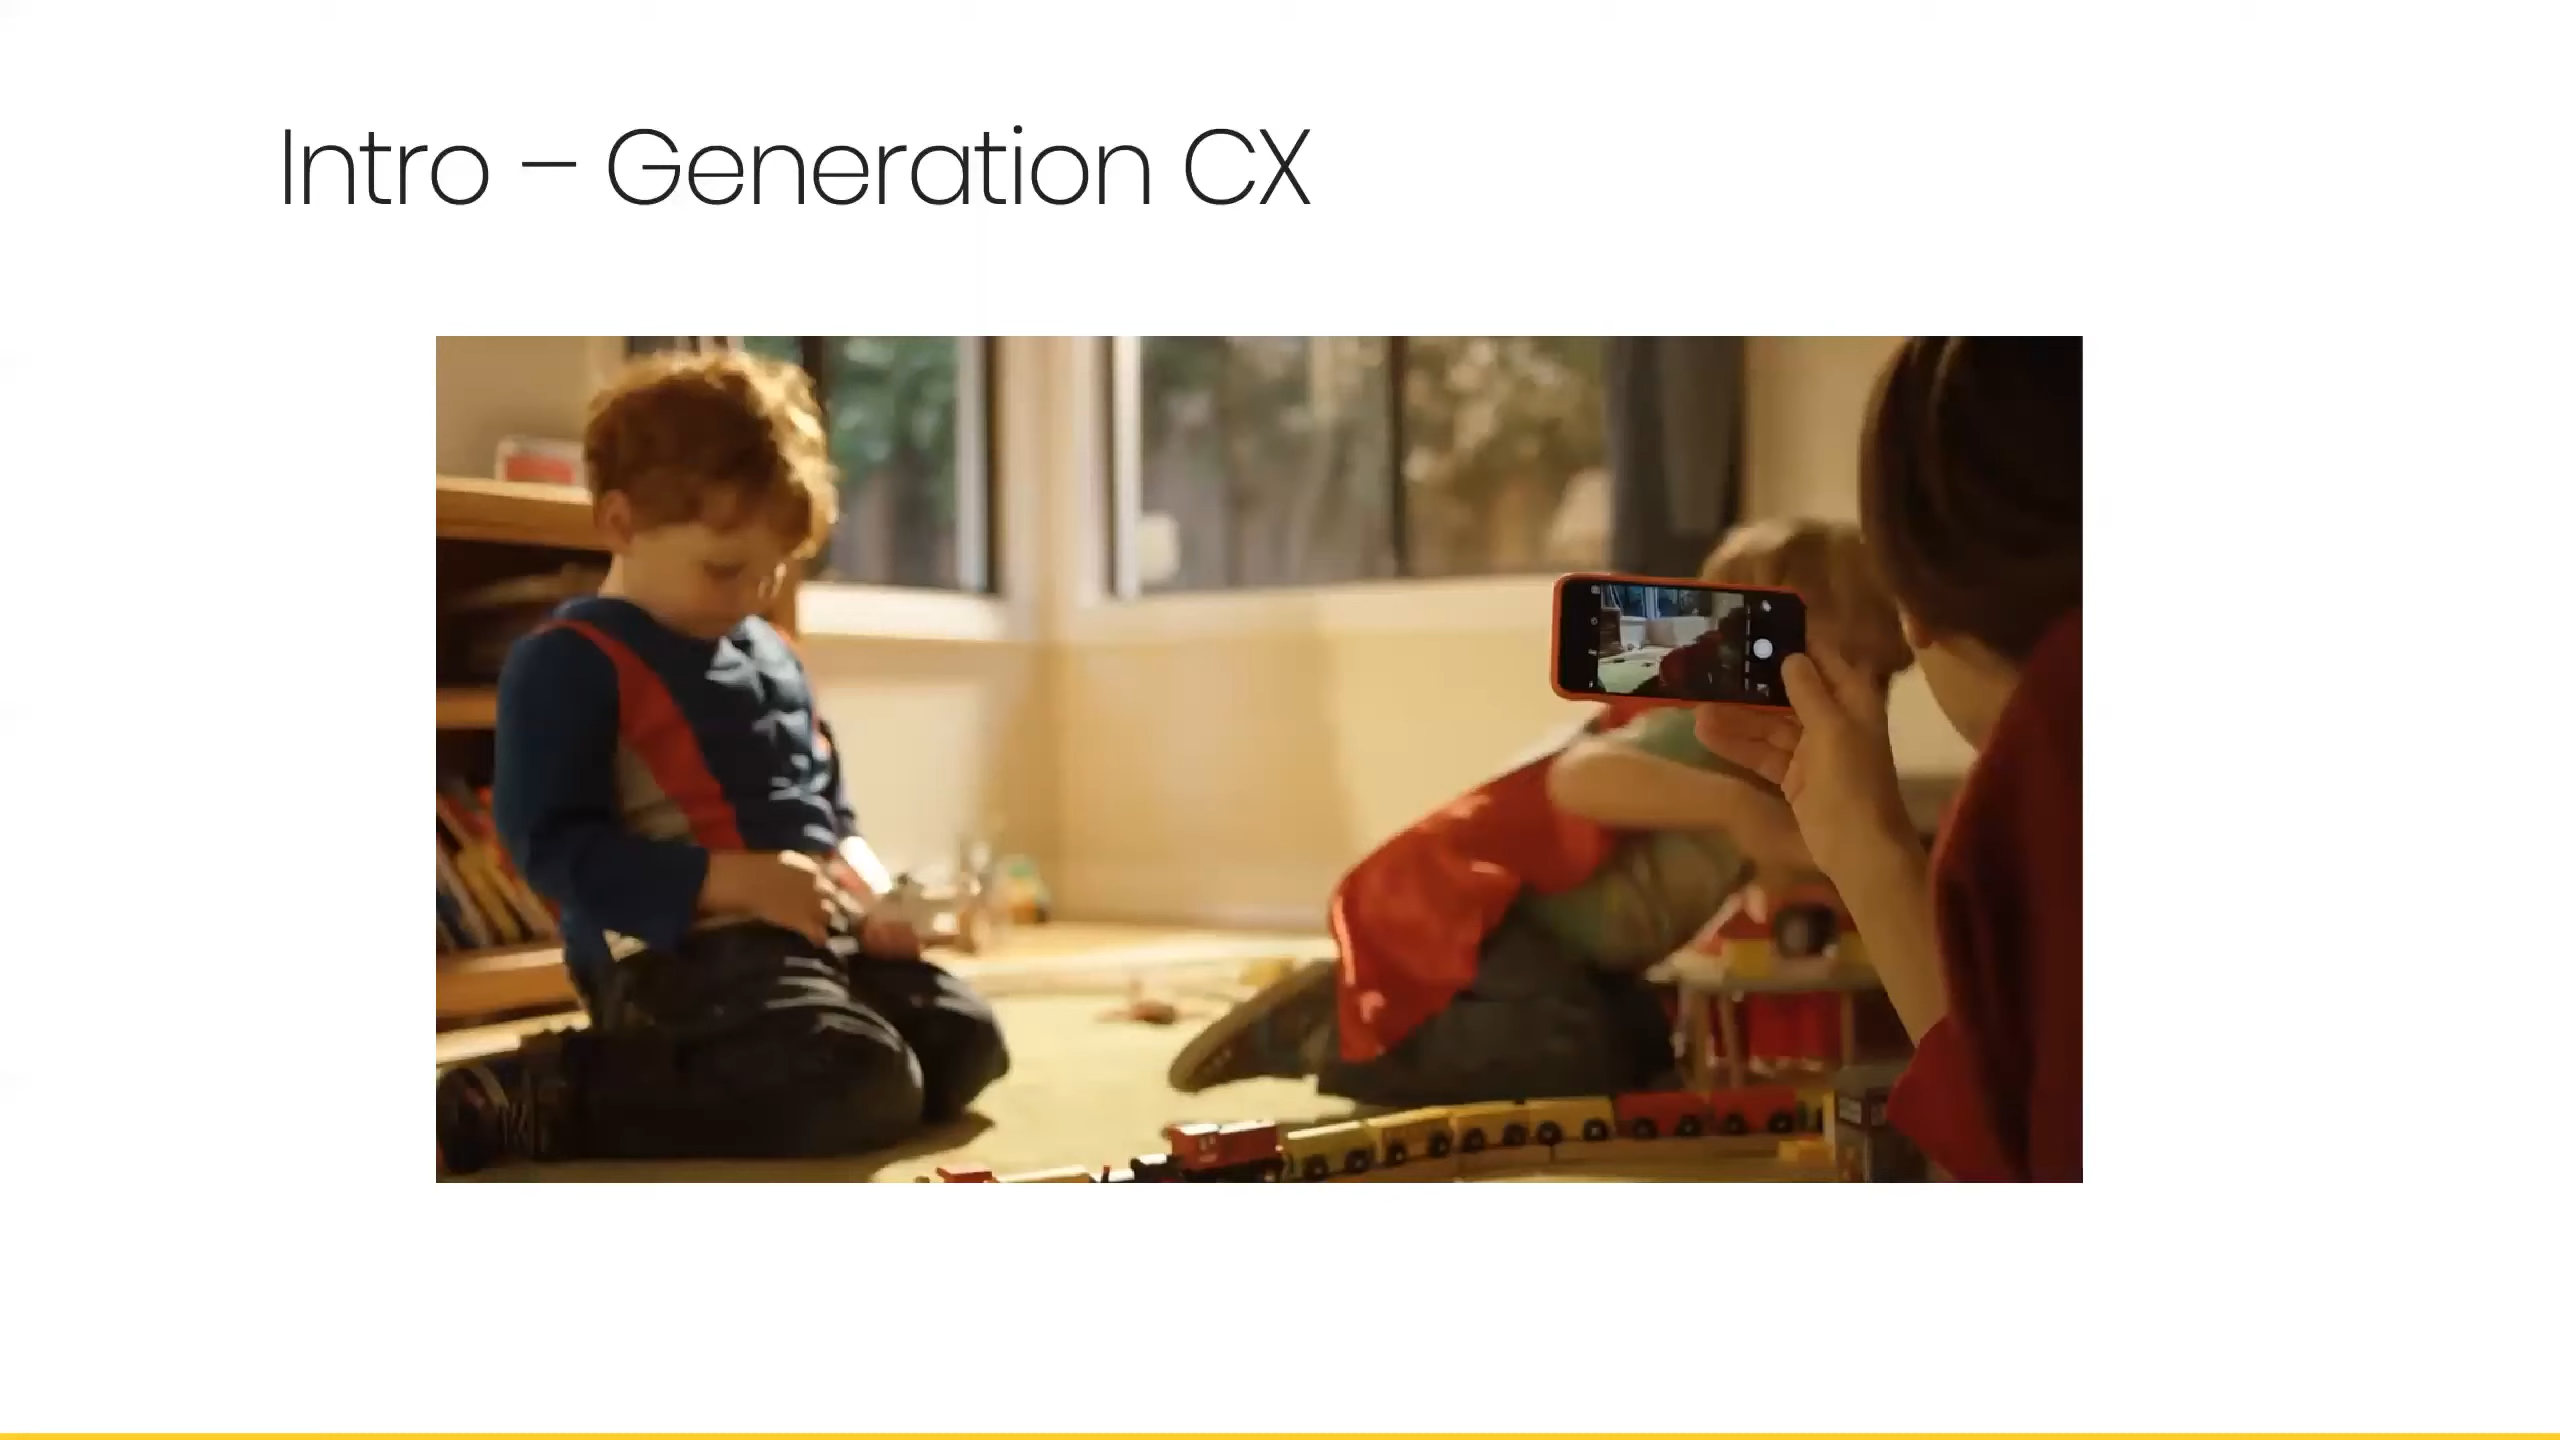 Intro – Generation CX